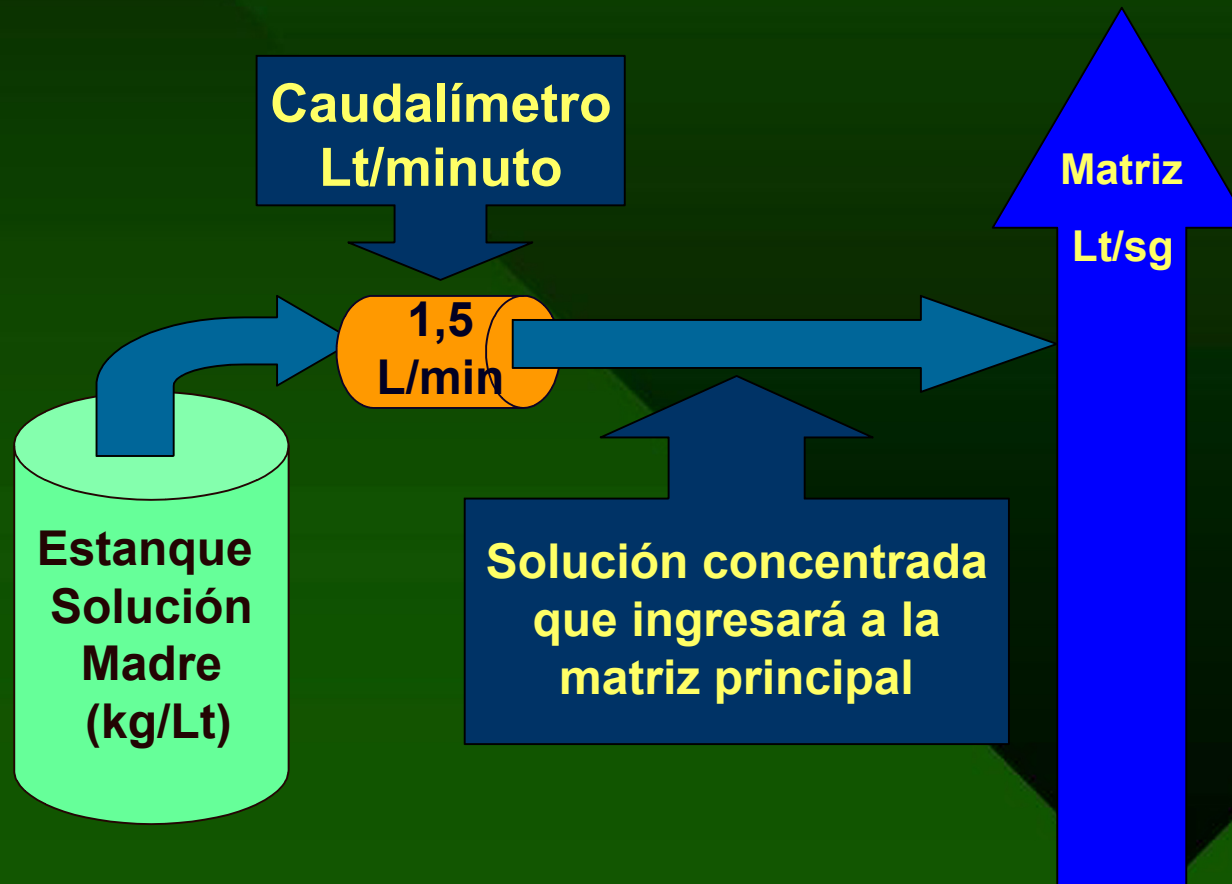 Caudalímetro
Lt/minuto
Matriz
Lt/sg
1,5
L/min
Estanque
Solución
Madre
(kg/Lt)
Solución concentrada
que ingresará a la
matriz principal